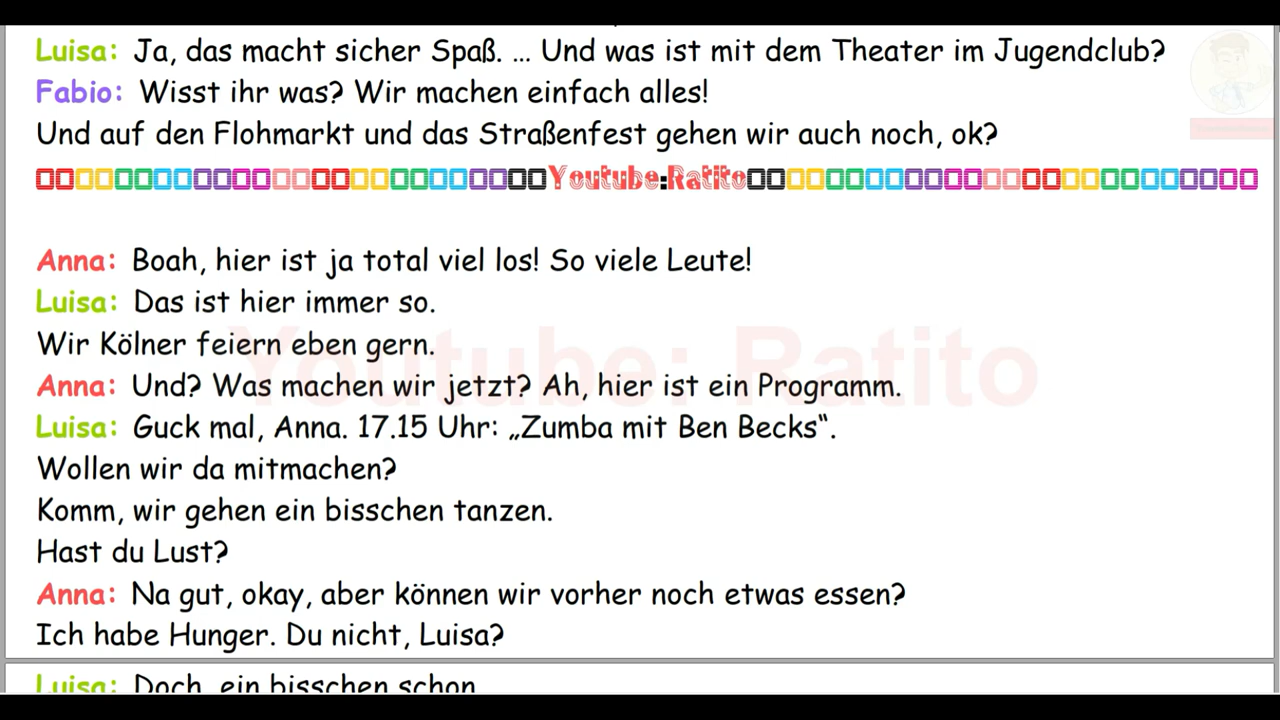 Luisa: Ja, das macht sicher Spaß. ... Und was ist mit dem Theater im Jugendclub?
Fabio: Wisst ihr was? Wir machen einfach alles!
Und auf den Flohmarkt und das Straßenfest gehen wir auch noch, ok?
Youtube:Ratito
Anna: Boah, hier ist ja total viel los! So viele Leute!
Luisa: Das ist hier immer so.
Wir Kölner feiern eben gern.
Youtube: Ratito
Anna: Und? Was machen wir jetzt? Ah, hier ist ein Programm.
Luisa: Guck mal, Anna. 17.15 Uhr: „Zumba mit Ben Becks“.
Wollen wir da mitmachen?
Komm, wir gehen ein bisschen tanzen.
Hast du Lust?
Anna: Na gut, okay, aber können wir vorher noch etwas essen?
Ich habe Hunger. Du nicht, Luisa?
Luisa: Doch, ein bisschen schon